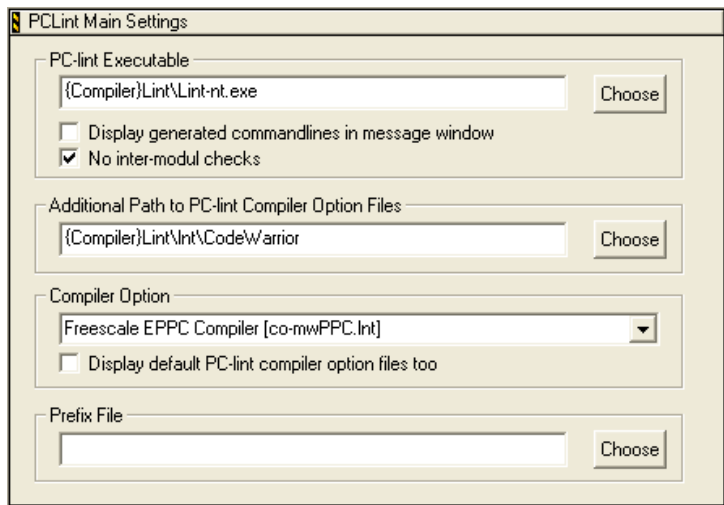 PCLint Main Settings
PC-lint Executable
{Compiler}Lint\Lint-nt.exe
Choose
Display generated commandlines in message window
No inter-modul checks
Additional Path to PC-lint Compiler Option Files
{Compiler}Lint\lnt\CodeWarrior
Choose
Compiler Option
Freescale EPPC Compiler [co-mwPPC.lnt]
Display default PC-lint compiler option files too
Prefix File
Choose